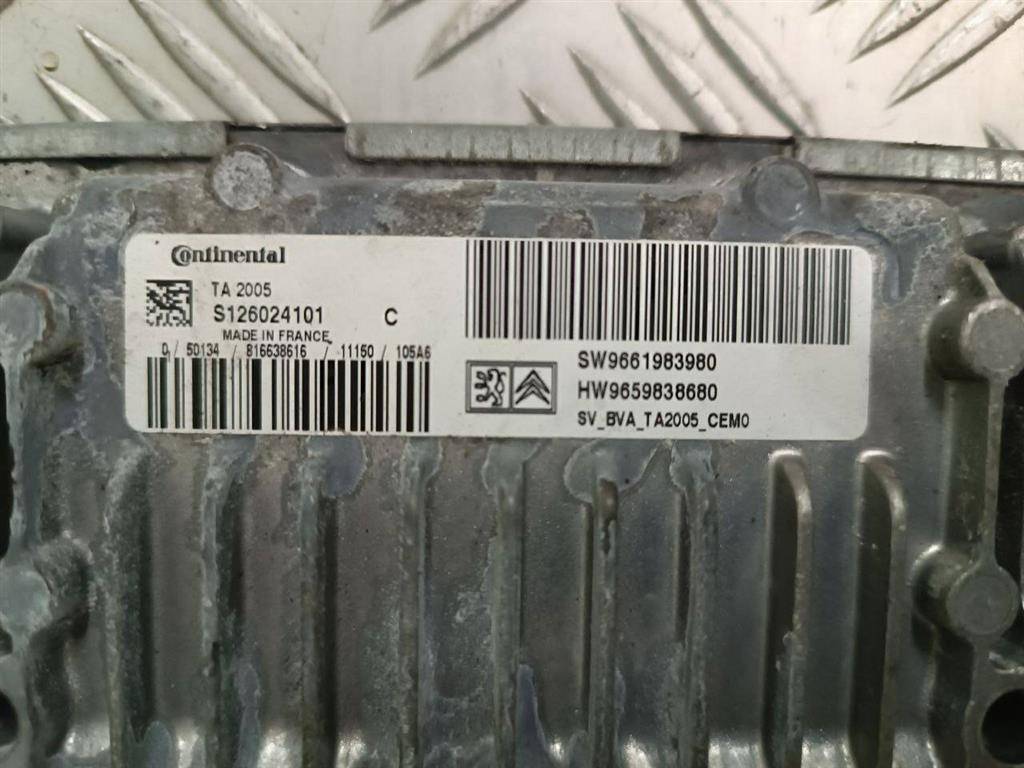 Continental
TA 2005
S126024101 C
MADE IN FRANCE
0 / 50134 / 816638616 / 11150 / 105A6
SW9661983980
HW9659838680
SV_BVA_TA2005_CEM0